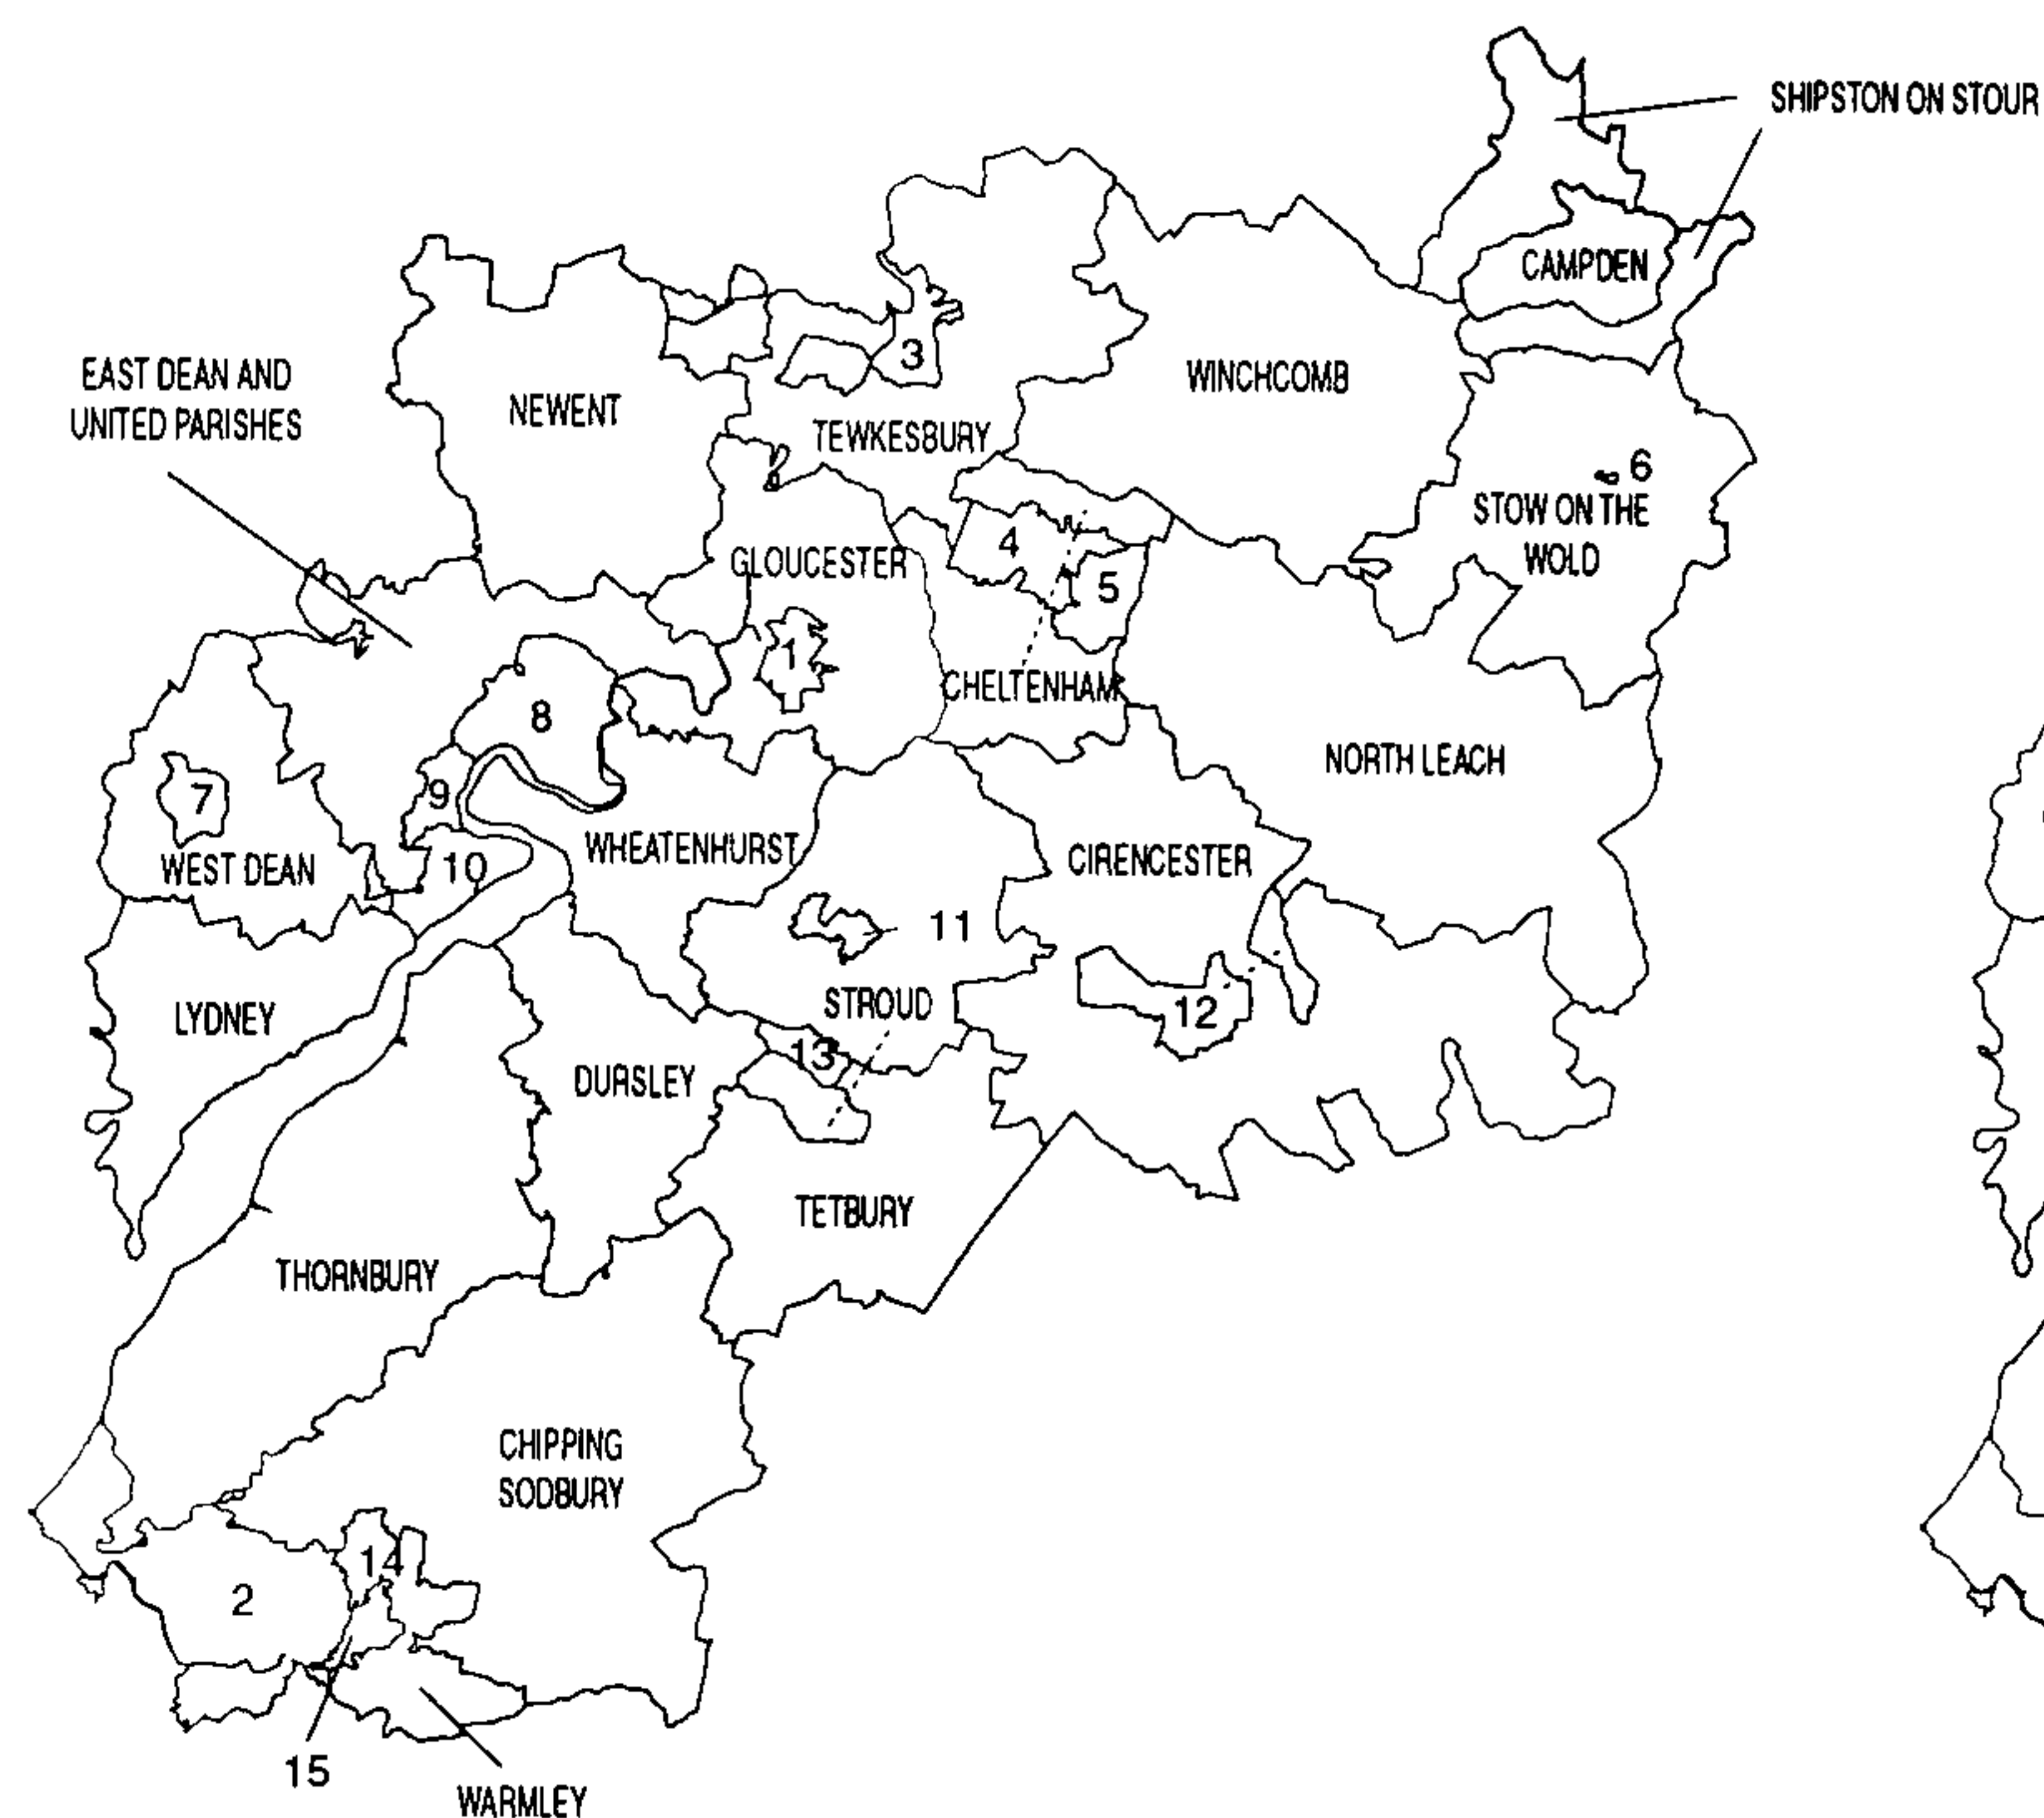 SHIPSTON ON STOUR
CAMPDEN
3
EAST DEAN AND
UNITED PARISHES
WINCHCOMB
NEWENT
TEWKESBURY
6
STOW ON THE
WOLD
4
GLOUCESTER
5
1
CHELTENHAM
8
NORTH LEACH
7
9
WHEATENHURST
CIRENCESTER
WEST DEAN
10
11
STROUD
12
LYDNEY
13
DURSLEY
TETBURY
THORNBURY
CHIPPING
SODBURY
14
2
15
WARMLEY